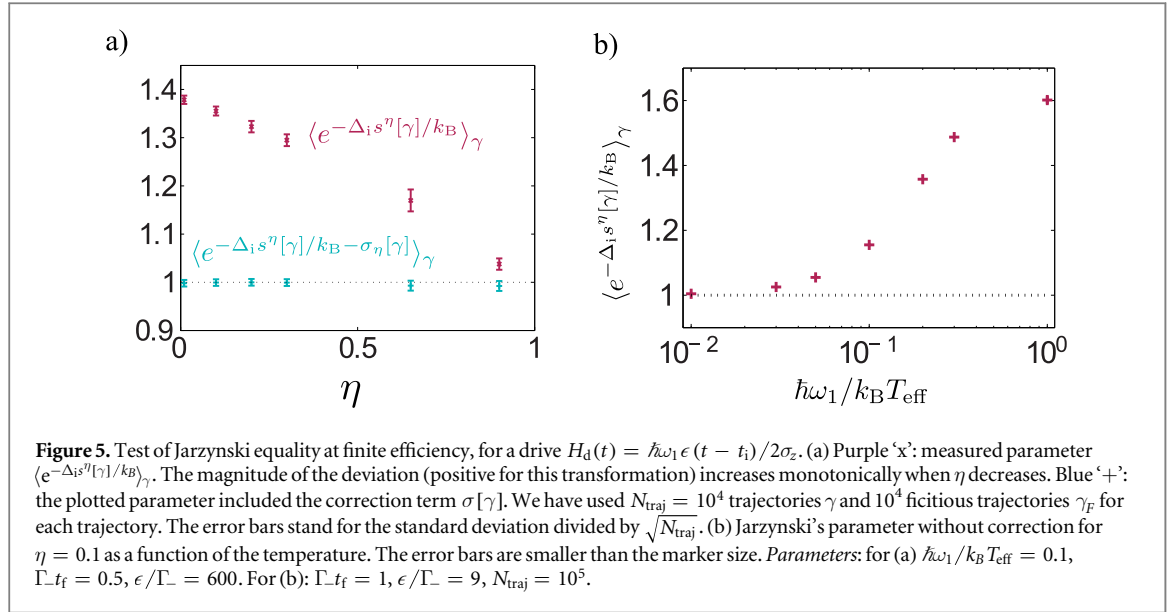 a)
b)
1.4
1.3
1.2
1.1
1
0.9
0
0.5
1
η
⟨e^{−Δ_i s^η[γ]/k_B}⟩_γ
⟨e^{−Δ_i s^η[γ]/k_B−σ_η[γ]}⟩_γ
⟨e^{−Δ_i s^η[γ]/k_B}⟩_γ
1.6
1.4
1.2
1
10^{−2}
10^{−1}
10^{0}
ħω_1/k_BT_eff
Figure 5. Test of Jarzynski equality at finite efficiency, for a drive H_d(t) = ħω_1 ϵ (t − t_i)/2σ_z. (a) Purple ‘x’: measured parameter
⟨e^{−Δ_i s^η[γ]/k_B}⟩_γ. The magnitude of the deviation (positive for this transformation) increases monotonically when η decreases. Blue ‘+’:
the plotted parameter included the correction term σ[γ]. We have used N_traj = 10^4 trajectories γ and 10^4 ficitious trajectories γ_F for
each trajectory. The error bars stand for the standard deviation divided by √N_traj. (b) Jarzynski’s parameter without correction for
η = 0.1 as a function of the temperature. The error bars are smaller than the marker size. Parameters: for (a) ħω_1/k_BT_eff = 0.1,
Γ_−t_f = 0.5, ϵ/Γ_− = 600. For (b): Γ_−t_f = 1, ϵ/Γ_− = 9, N_traj = 10^5.